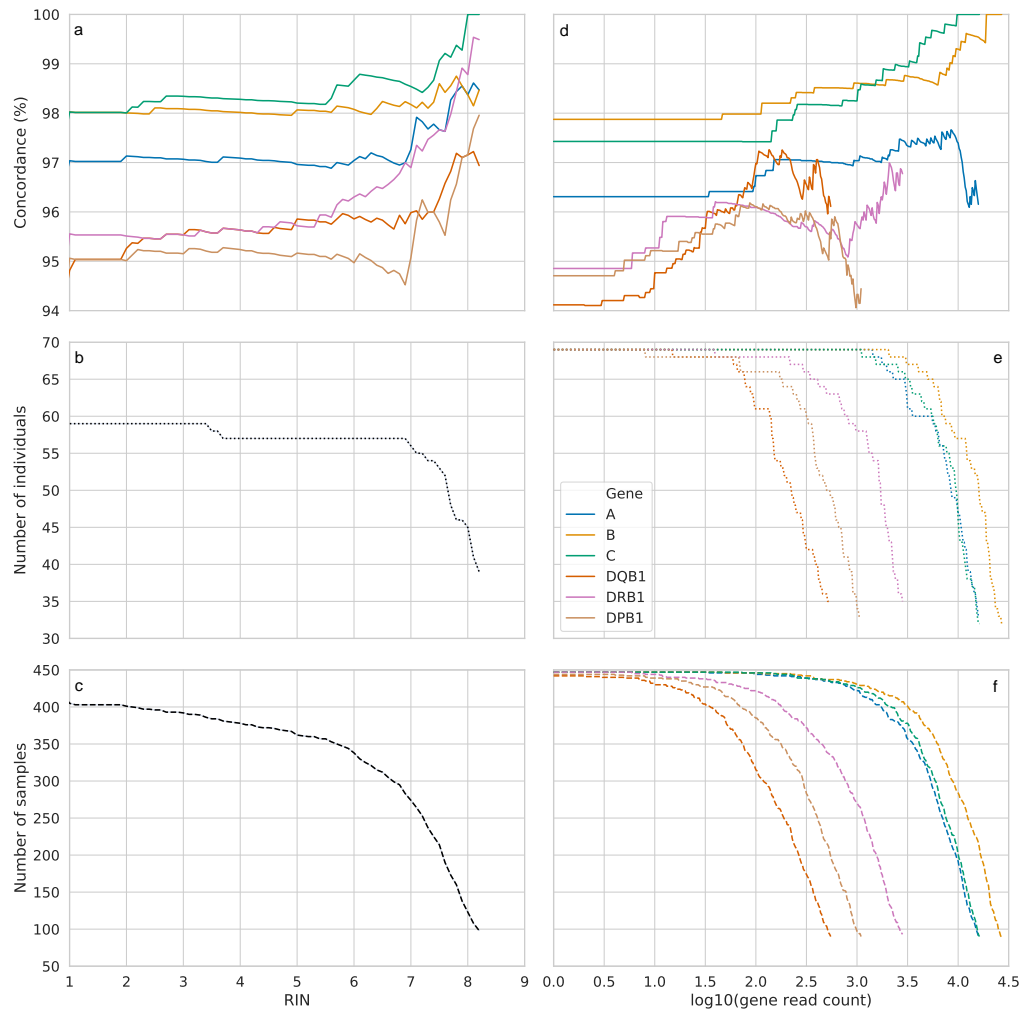 a
100
99
98
97
96
95
94
Concordance (%)
d
b
70
65
60
55
50
45
40
35
30
Number of individuals
e
Gene
A
B
C
DQB1
DRB1
DPB1
c
450
400
350
300
250
200
150
100
50
Number of samples
1 2 3 4 5 6 7 8 9
RIN
f
0.0 0.5 1.0 1.5 2.0 2.5 3.0 3.5 4.0 4.5
log10(gene read count)